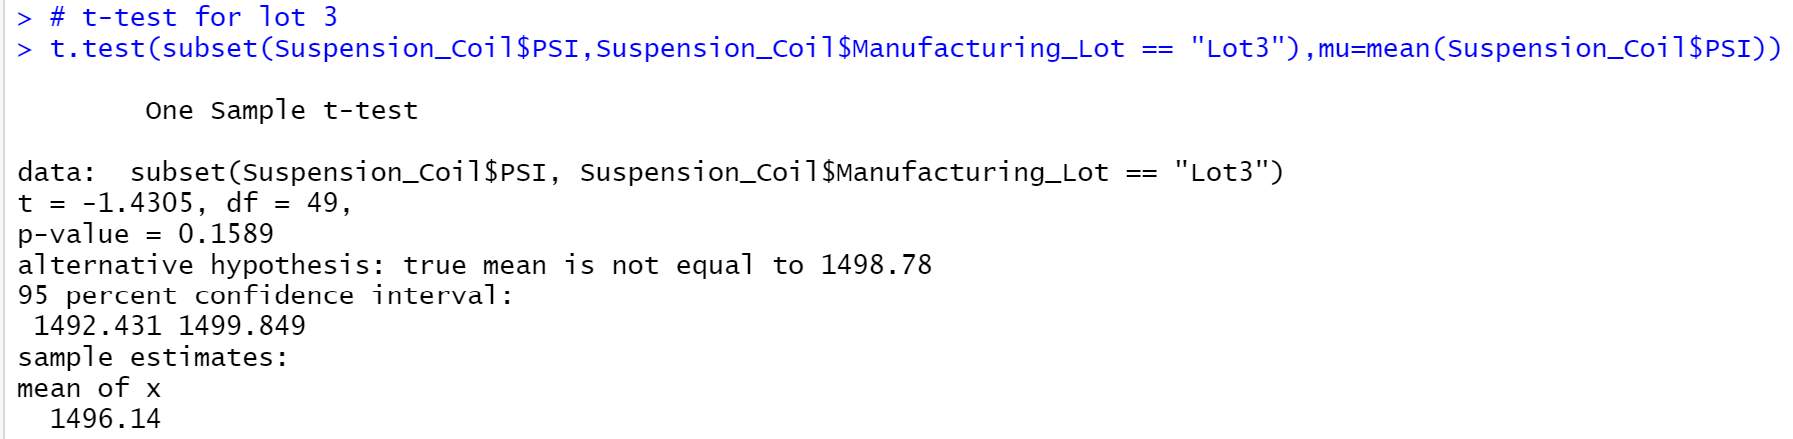 > # t-test for lot 3
> t.test(subset(Suspension_Coil$PSI,Suspension_Coil$Manufacturing_Lot == "Lot3"),mu=mean(Suspension_Coil$PSI))
One Sample t-test
data:  subset(Suspension_Coil$PSI, Suspension_Coil$Manufacturing_Lot == "Lot3")
t = -1.4305, df = 49,
p-value = 0.1589
alternative hypothesis: true mean is not equal to 1498.78
95 percent confidence interval:
1492.431 1499.849
sample estimates:
mean of x
1496.14